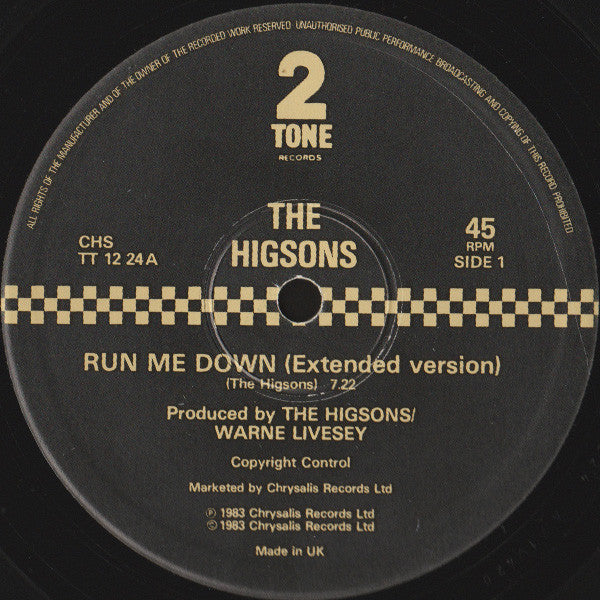 ALL RIGHTS OF THE MANUFACTURER AND OF THE OWNER OF THE RECORDED WORK RESERVED. UNAUTHORISED PUBLIC PERFORMANCE BROADCASTING AND COPYING OF THIS RECORD PROHIBITED
2
TONE
RECORDS
THE
HIGSONS
CHS
TT 12 24 A
45
RPM
SIDE 1
RUN ME DOWN (Extended version)
(The Higsons) 7.22
Produced by THE HIGSONS/
WARNE LIVESEY
Copyright Control
Marketed by Chrysalis Records Ltd
℗ 1983 Chrysalis Records Ltd
© 1983 Chrysalis Records Ltd
Made in UK